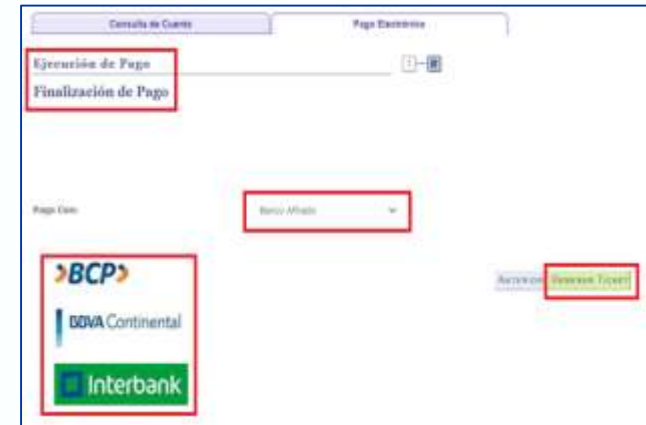 Consulta de Cuenta
Pago Electrónico
Ejecución de Pago
Finalización de Pago
Pago Con:
Banco Afiliado
BCP
BBVA Continental
Interbank
ANTERIOR
GENERAR TICKET